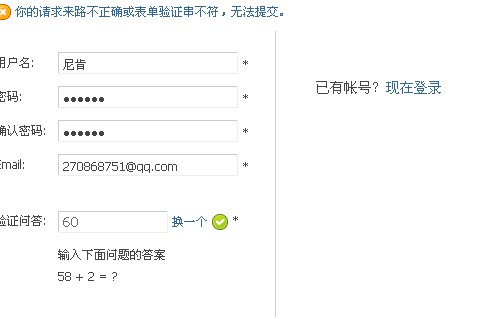 你的请求来路不正确或表单验证串不符，无法提交。
用户名: 尼肯 *
已有帐号? 现在登录
密码: ●●●●●● *
确认密码: ●●●●●● *
Email: 270868751@qq.com *
验证问答: 60 换一个 *
输入下面问题的答案
58 + 2 = ?